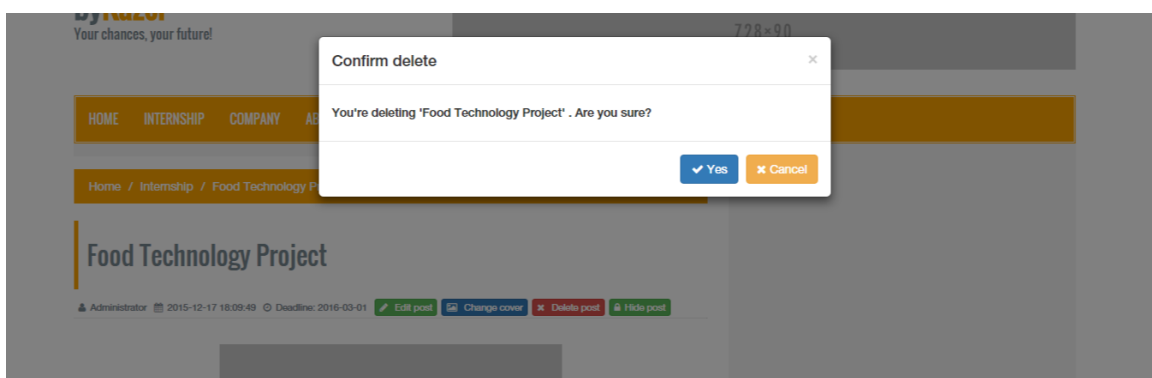 Your chances, your future!
728×90
Confirm delete
×
You're deleting 'Food Technology Project' . Are you sure?
Yes
Cancel
HOME INTERNSHIP COMPANY
Home / Internship / Food Technology
Food Technology Project
Administrator 2015-12-17 18:09:49 Deadline: 2016-03-01 Edit post Change cover Delete post Hide post